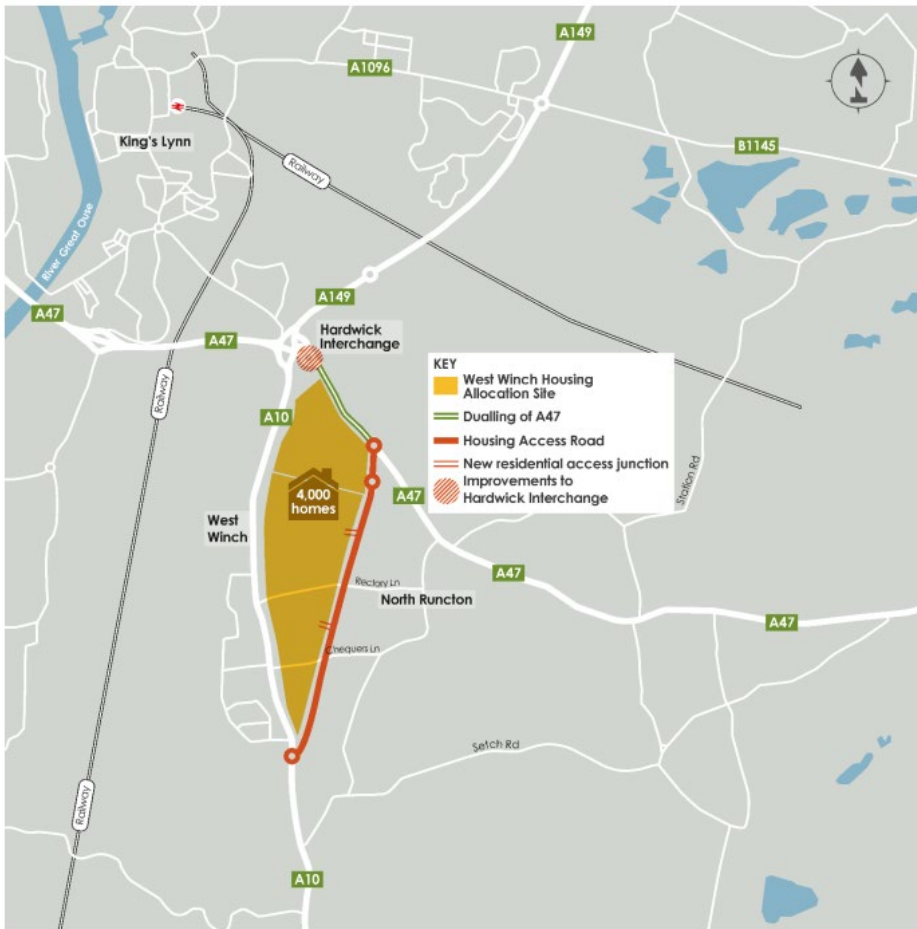 A149
A1096
King's Lynn
B1145
Railway
River Great Ouse
A149
A47
A47
Hardwick
Interchange
KEY
West Winch Housing
Allocation Site
Dualling of A47
Housing Access Road
New residential access junction
Improvements to
Hardwick Interchange
Railway
A10
4,000
homes
A47
Station Rd
West
Winch
A47
Rectory Ln
North Runcton
A47
Chequers Ln
Setch Rd
Railway
A10